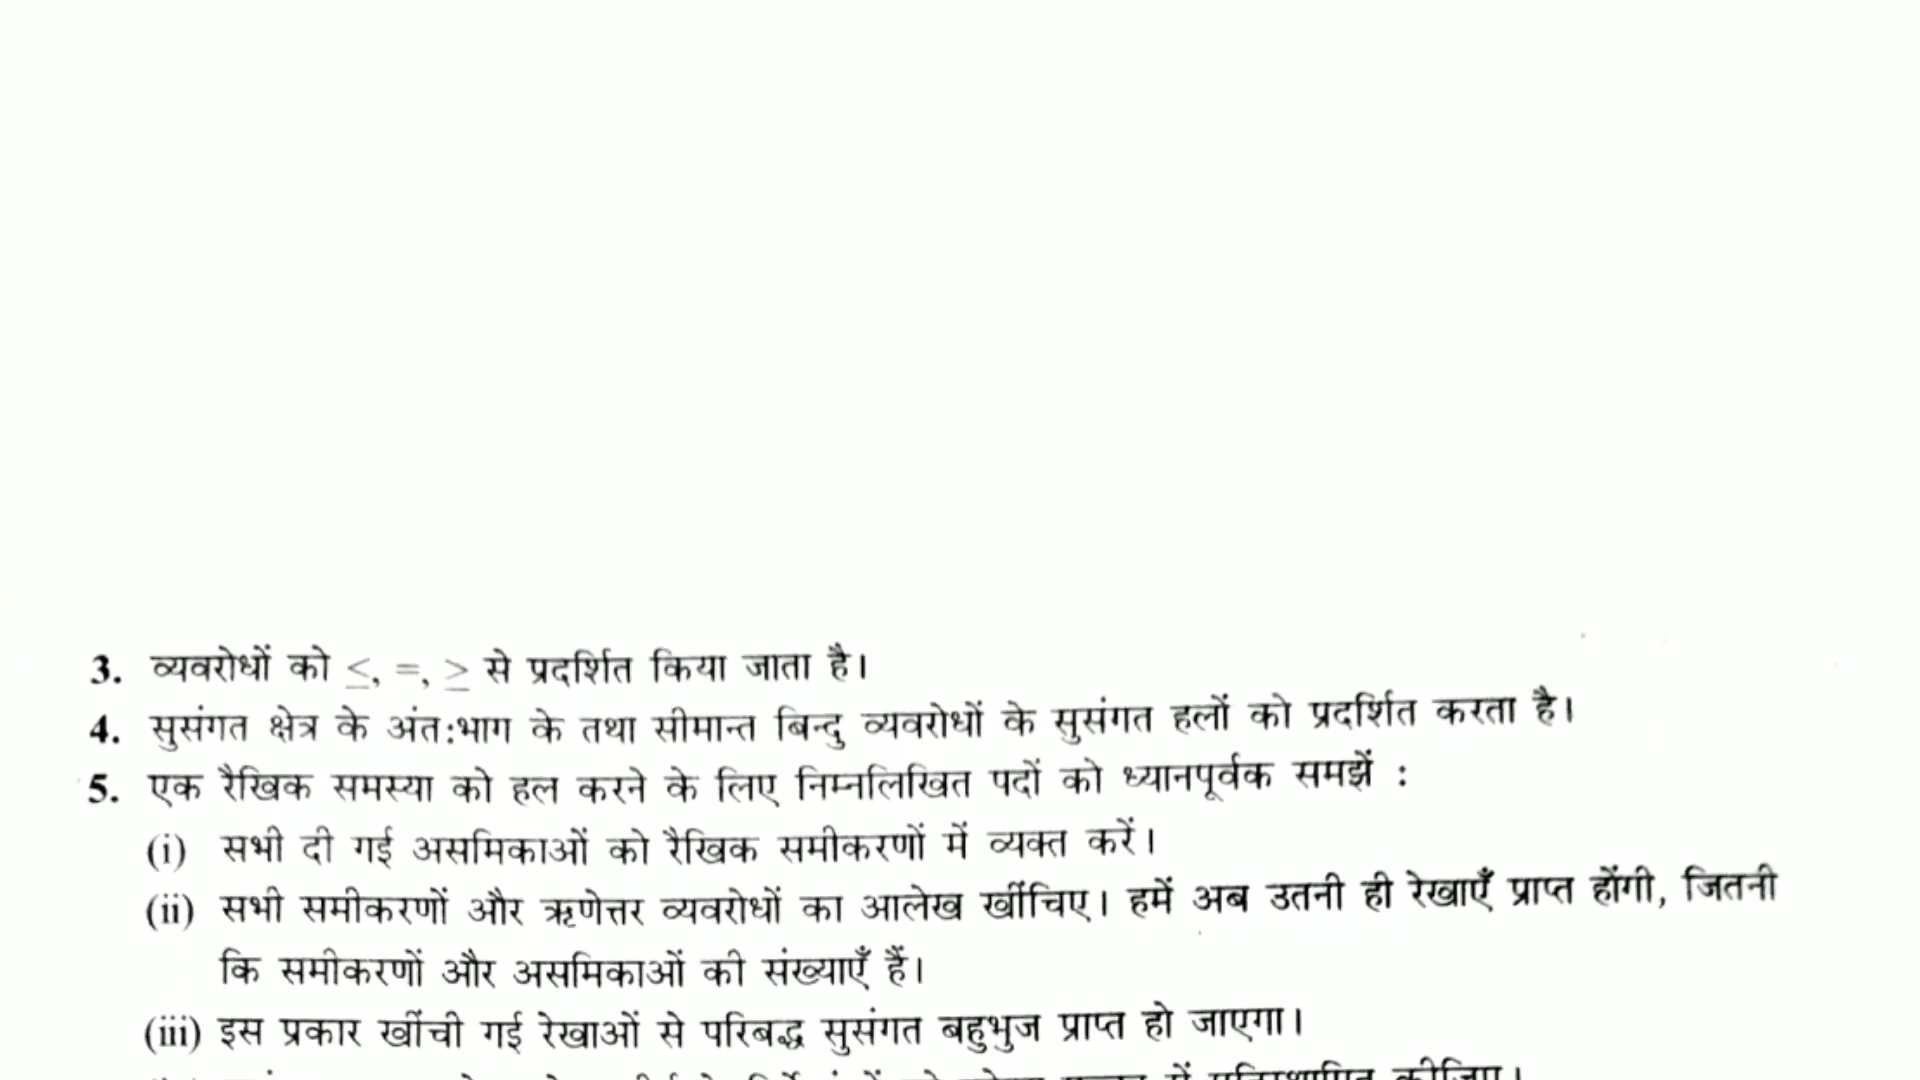 3. व्यवरोधों को ≤, =, ≥ से प्रदर्शित किया जाता है।
4. सुसंगत क्षेत्र के अंत:भाग के तथा सीमान्त बिन्दु व्यवरोधों के सुसंगत हलों को प्रदर्शित करता है।
5. एक रैखिक समस्या को हल करने के लिए निम्नलिखित पदों को ध्यानपूर्वक समझें :
(i) सभी दी गई असमिकाओं को रैखिक समीकरणों में व्यक्त करें।
(ii) सभी समीकरणों और ऋणेत्तर व्यवरोधों का आलेख खींचिए। हमें अब उतनी ही रेखाएँ प्राप्त होंगी, जितनी
कि समीकरणों और असमिकाओं की संख्याएँ हैं।
(iii) इस प्रकार खींची गई रेखाओं से परिबद्ध सुसंगत बहुभुज प्राप्त हो जाएगा।
में प्रतिस्थापित कीजिए।